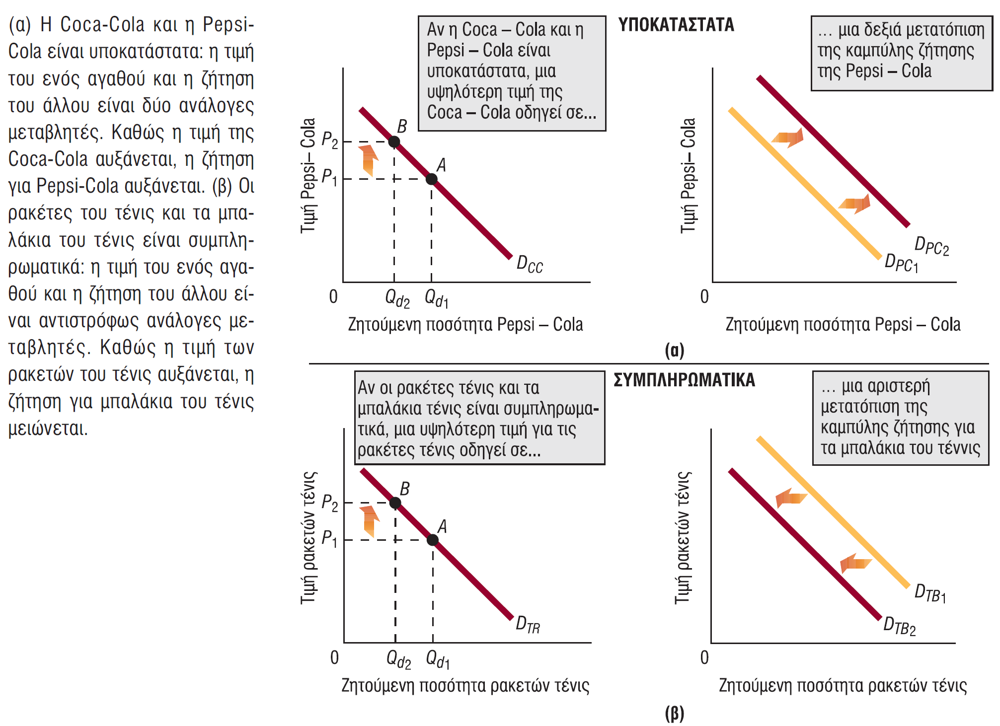 (α) Η Coca-Cola και η Pepsi-
Cola είναι υποκατάστατα: η τιμή
του ενός αγαθού και η ζήτηση
του άλλου είναι δύο ανάλογες
μεταβλητές. Καθώς η τιμή της
Coca-Cola αυξάνεται, η ζήτηση
για Pepsi-Cola αυξάνεται. (β) Οι
ρακέτες του τένις και τα μπα-
λάκια του τένις είναι συμπλη-
ρωματικά: η τιμή του ενός αγα-
θού και η ζήτηση του άλλου εί-
ναι αντιστρόφως ανάλογες με-
ταβλητές. Καθώς η τιμή των
ρακετών του τένις αυξάνεται, η
ζήτηση για μπαλάκια του τένις
μειώνεται.
ΥΠΟΚΑΤΑΣΤΑΤΑ
Αν η Coca – Cola και η
Pepsi – Cola είναι
υποκατάστατα, μια
υψηλότερη τιμή της
Coca – Cola οδηγεί σε...
Τιμή Pepsi– Cola
P2
P1
B
A
DCC
0
Qd2
Qd1
Ζητούμενη ποσότητα Pepsi – Cola
... μια δεξιά μετατόπιση
της καμπύλης ζήτησης
της Pepsi – Cola
Τιμή Pepsi– Cola
DPC2
DPC1
0
Ζητούμενη ποσότητα Pepsi – Cola
(α)
ΣΥΜΠΛΗΡΩΜΑΤΙΚΑ
Αν οι ρακέτες τένις και τα
μπαλάκια τένις είναι συμπληρωμα-
τικά, μια υψηλότερη τιμή για τις
ρακέτες τένις οδηγεί σε...
Τιμή ρακετών τένις
P2
P1
B
A
DTR
0
Qd2
Qd1
Ζητούμενη ποσότητα ρακετών τένις
... μια αριστερή
μετατόπιση της
καμπύλης ζήτησης για
τα μπαλάκια του τέννις
Τιμή ρακετών τένις
DTB1
DTB2
0
Ζητούμενη ποσότητα ρακετών τένις
(β)